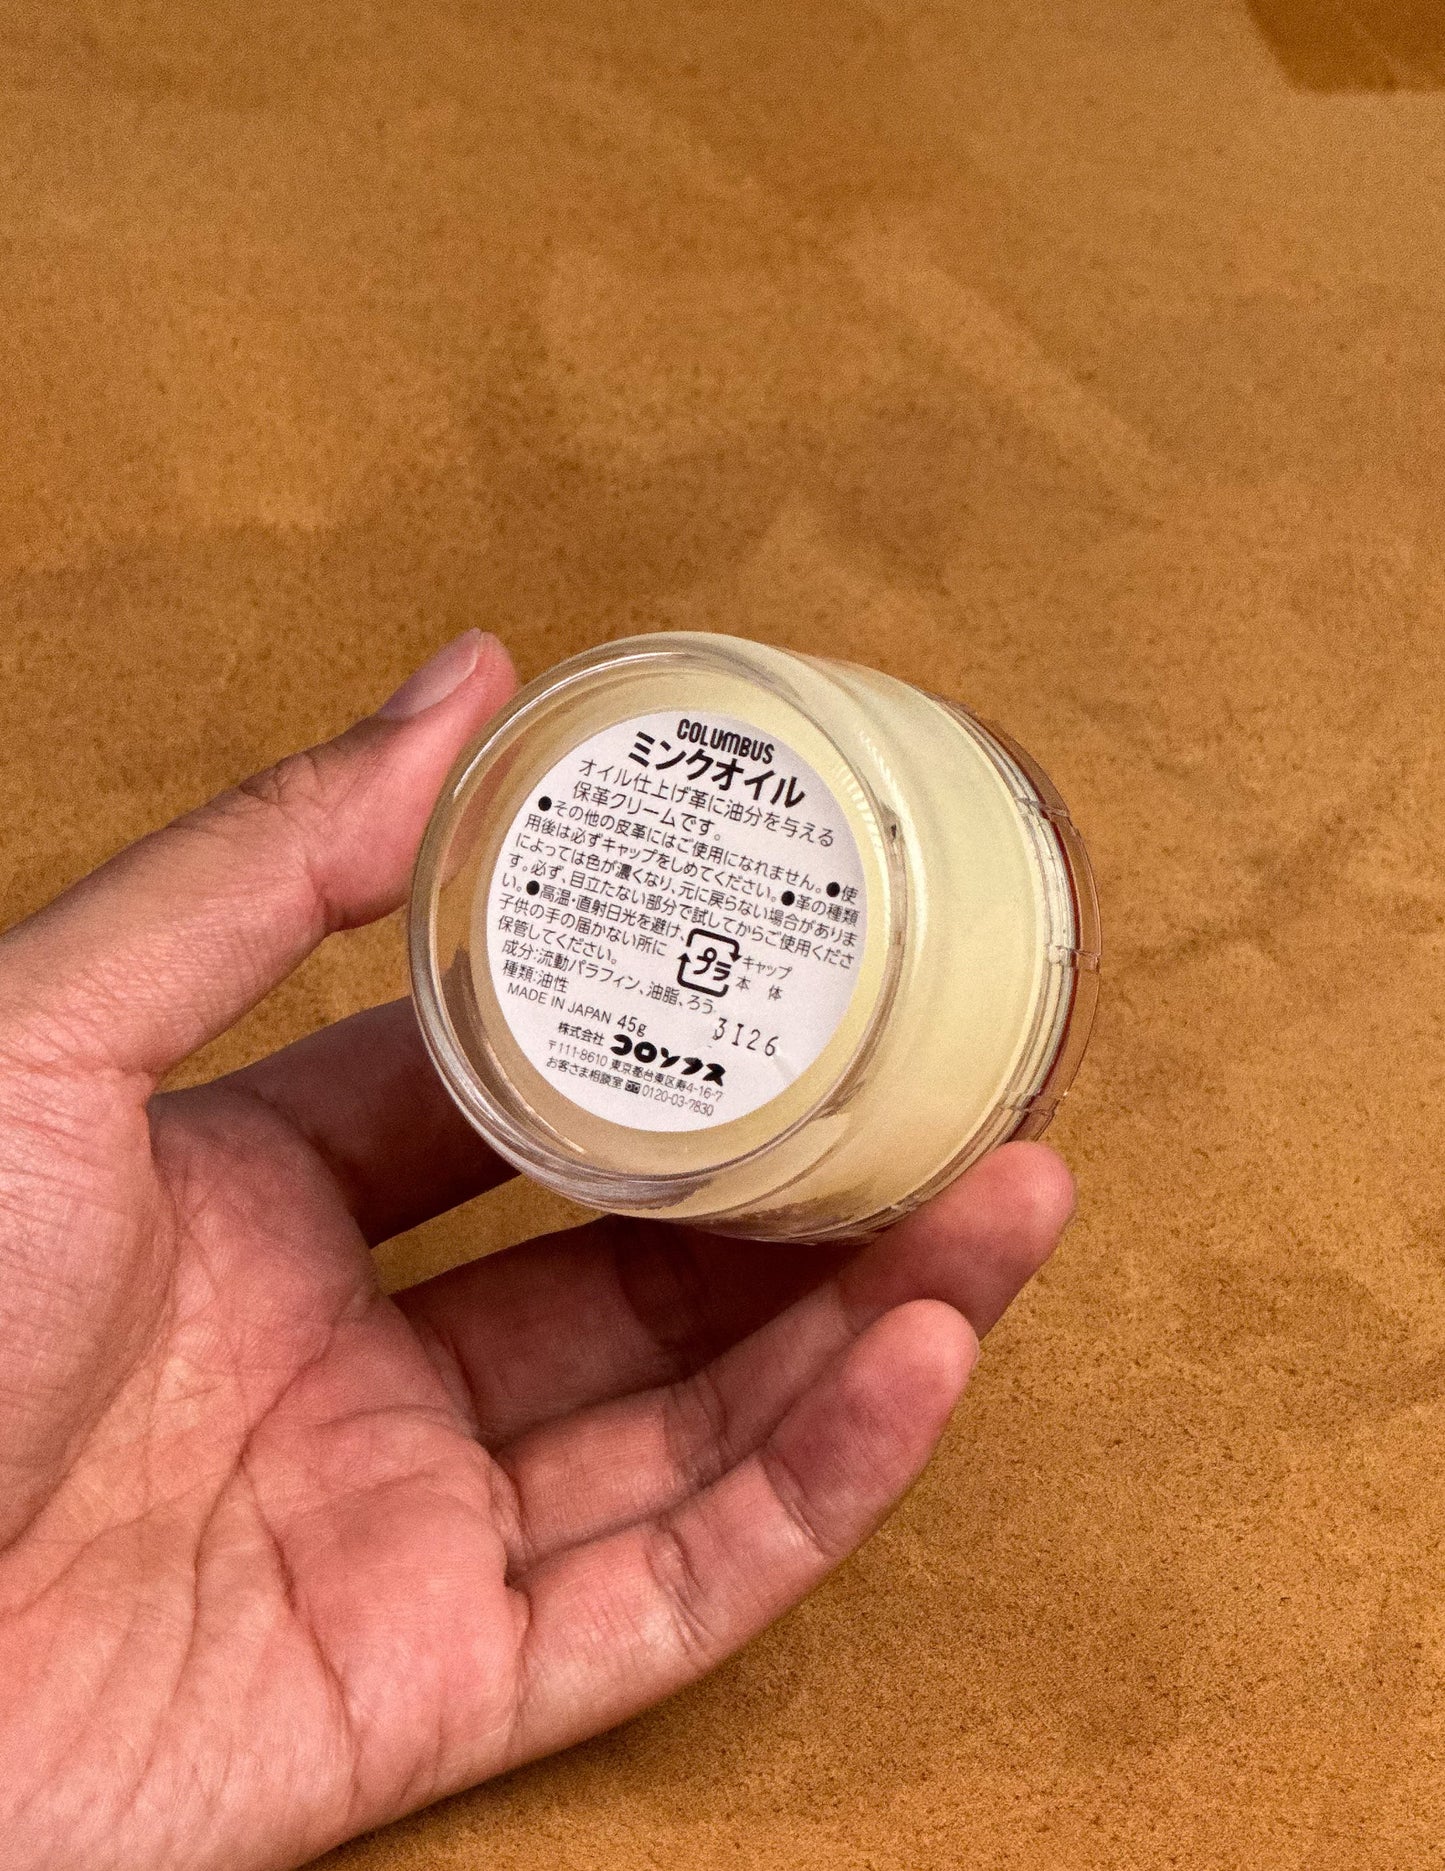 COLUMBUS
ミンクオイル
オイル仕上げ革に油分を与える
保革クリームです。
●その他の皮革にはご使用になれません。●使
用後は必ずキャップをしめてください。●革の種類
によっては色が濃くなり、元に戻らない場合がありま
す。必ず、目立たない部分で試してからご使用くださ
い。●高温・直射日光を避け、
子供の手の届かない所に
保管してください。
プラ
キャップ
本 体
成分:流動パラフィン、油脂、ろう
種類:油性
MADE IN JAPAN 45g
3I26
株式会社 コロンブス
〒111-8610 東京都台東区寿4-16-7
お客さま相談室 0120-03-7830